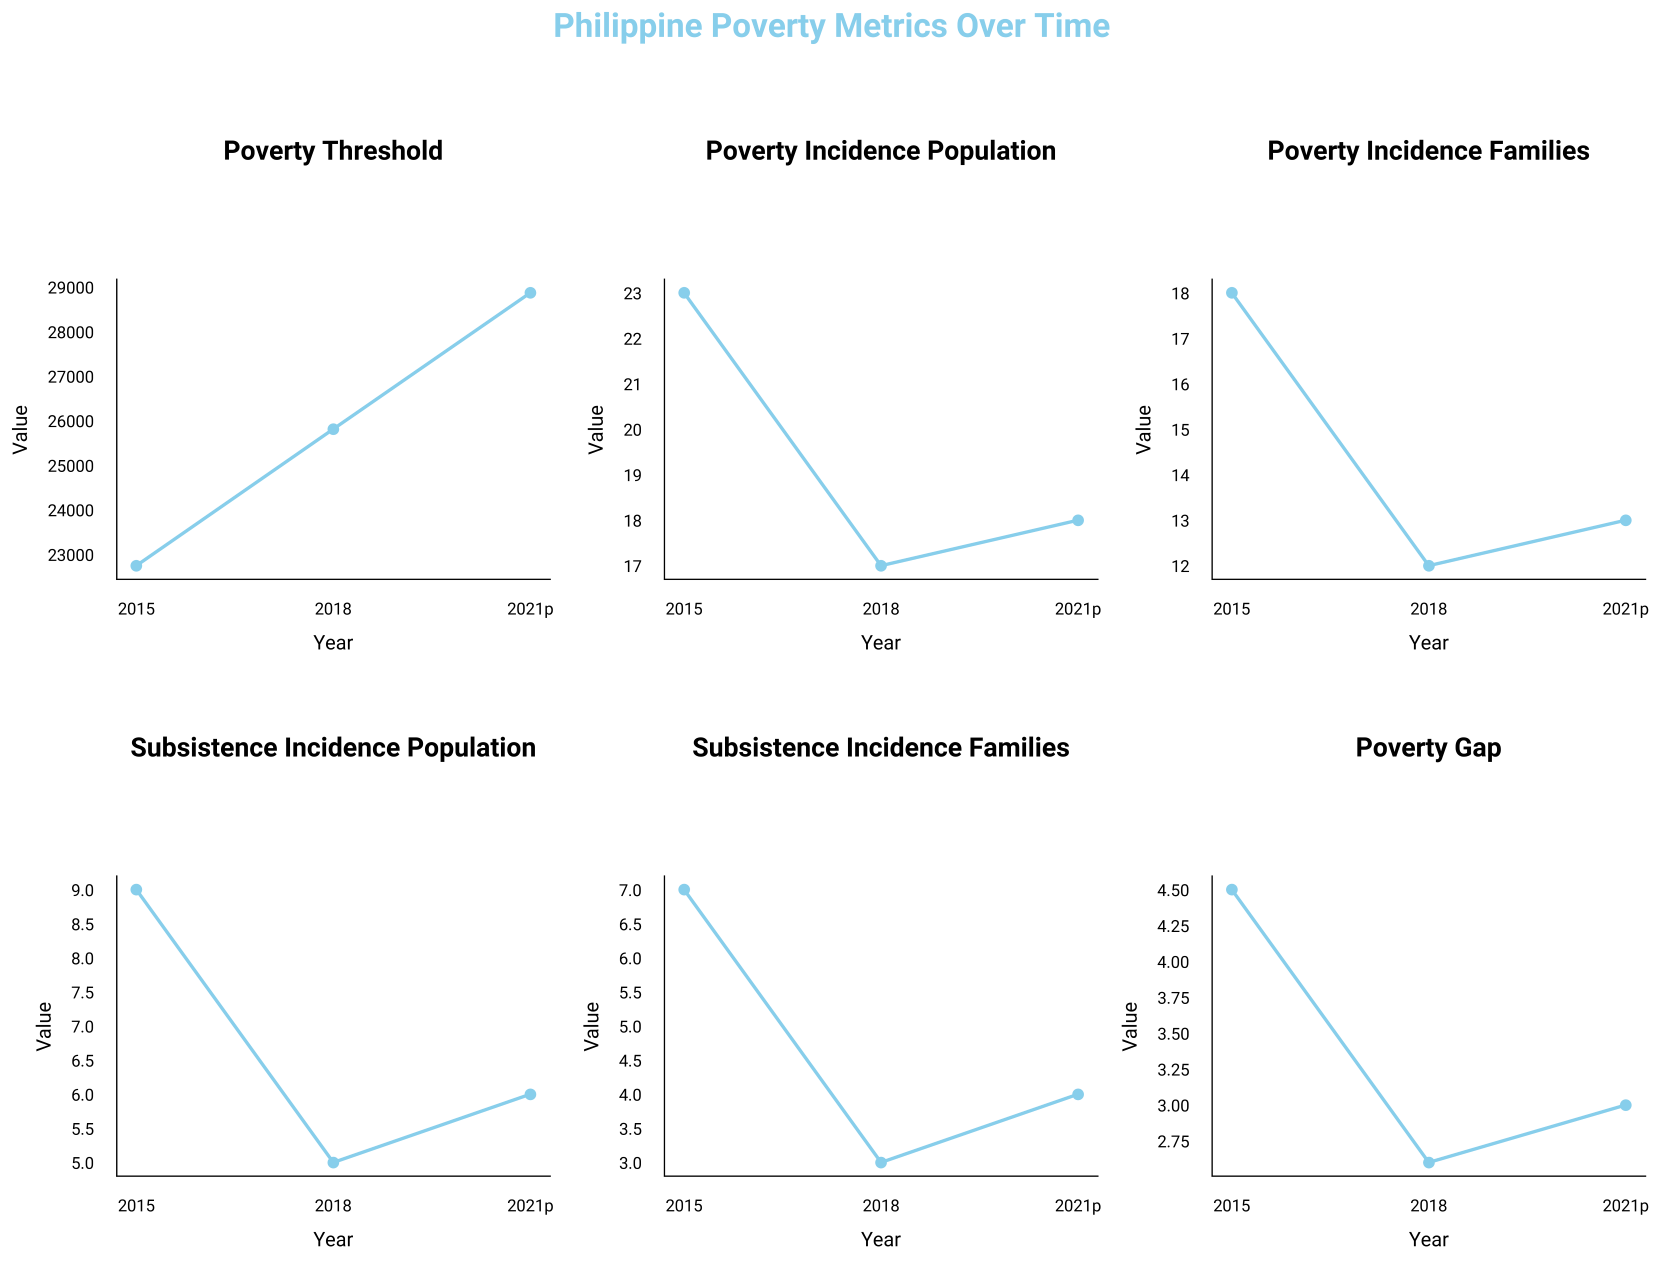 Philippine Poverty Metrics Over Time
Poverty Threshold
29000
28000
27000
26000
25000
24000
23000
Value
2015 2018 2021p
Year
Poverty Incidence Population
23
22
21
20
19
18
17
Value
2015 2018 2021p
Year
Poverty Incidence Families
18
17
16
15
14
13
12
Value
2015 2018 2021p
Year
Subsistence Incidence Population
9.0
8.5
8.0
7.5
7.0
6.5
6.0
5.5
5.0
Value
2015 2018 2021p
Year
Subsistence Incidence Families
7.0
6.5
6.0
5.5
5.0
4.5
4.0
3.5
3.0
Value
2015 2018 2021p
Year
Poverty Gap
4.50
4.25
4.00
3.75
3.50
3.25
3.00
2.75
Value
2015 2018 2021p
Year